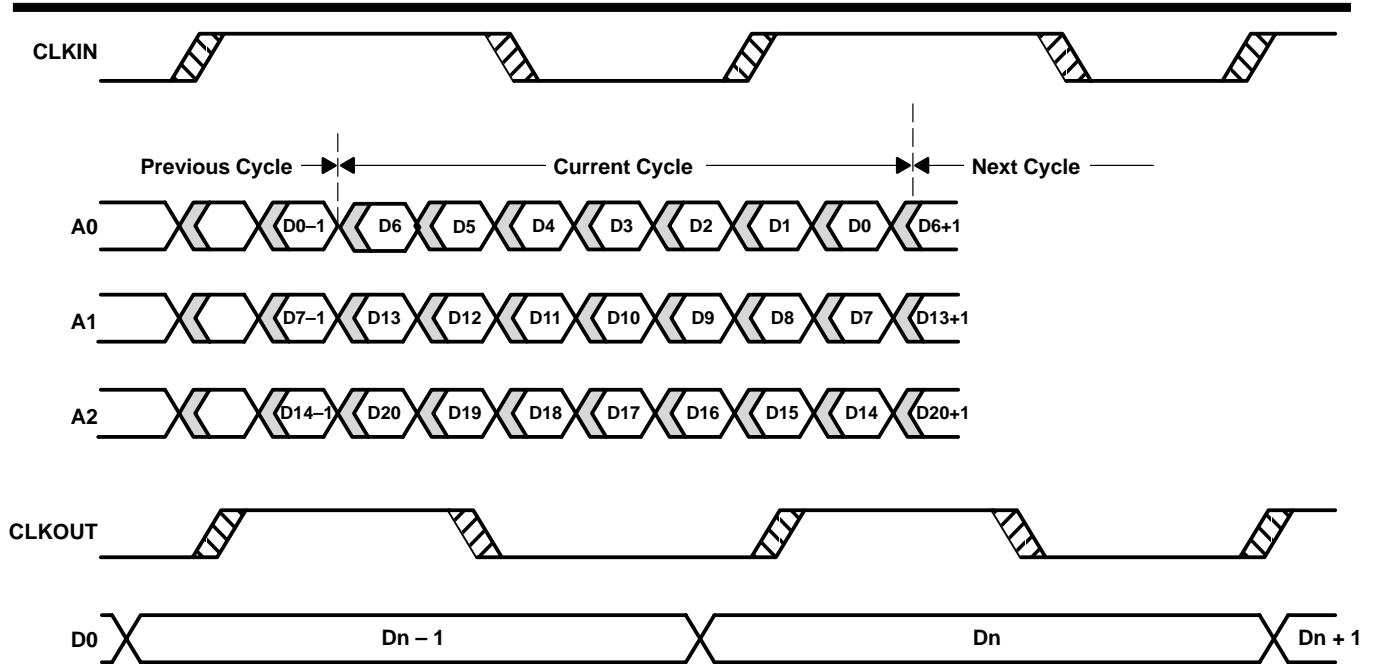 CLKIN
Previous Cycle
Current Cycle
Next Cycle
A0
D0–1
D6
D5
D4
D3
D2
D1
D0
D6+1
A1
D7–1
D13
D12
D11
D10
D9
D8
D7
D13+1
A2
D14–1
D20
D19
D18
D17
D16
D15
D14
D20+1
CLKOUT
D0
Dn – 1
Dn
Dn + 1